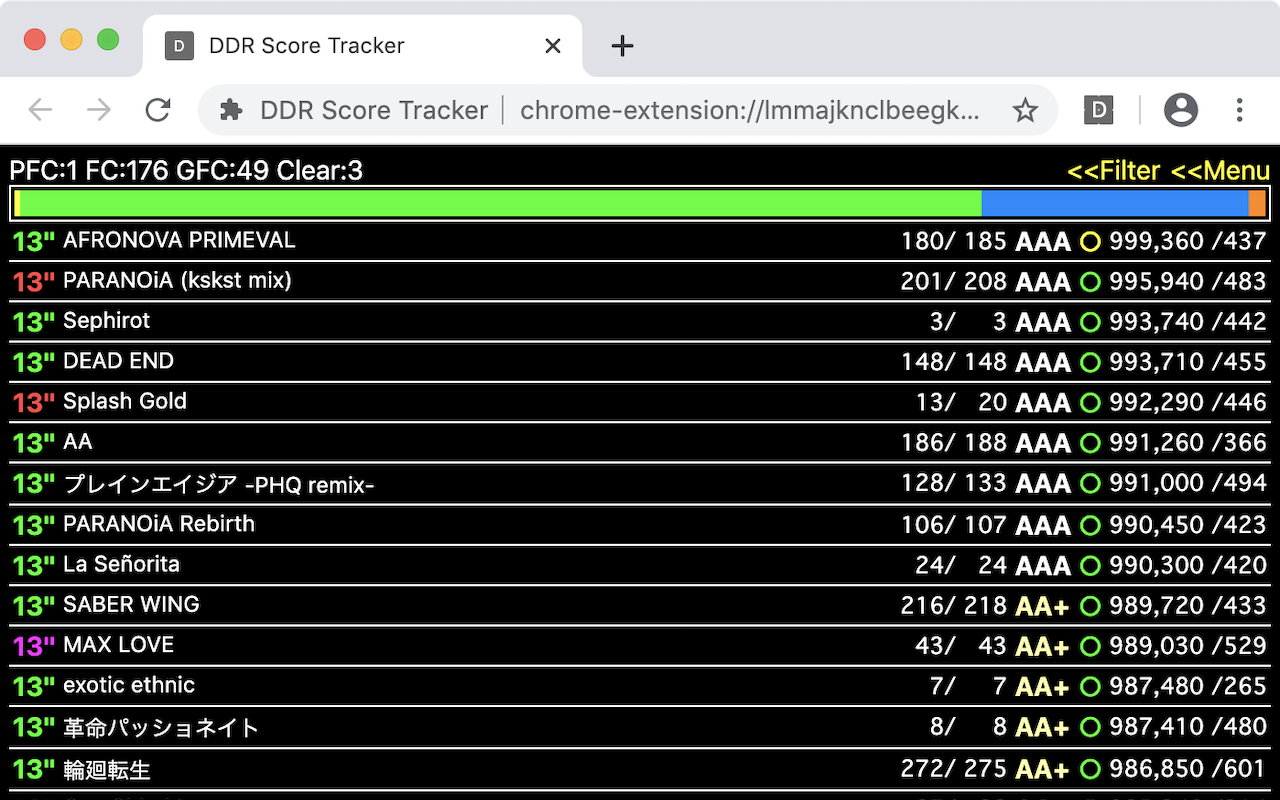 D DDR Score Tracker
DDR Score Tracker chrome-extension://lmmajknclbeegk... D
PFC:1 FC:176 GFC:49 Clear:3 <<Filter <<Menu
13" AFRONOVA PRIMEVAL 180/ 185 AAA 999,360 /437
13" PARANOiA (kskst mix) 201/ 208 AAA 995,940 /483
13" Sephirot 3/ 3 AAA 993,740 /442
13" DEAD END 148/ 148 AAA 993,710 /455
13" Splash Gold 13/ 20 AAA 992,290 /446
13" AA 186/ 188 AAA 991,260 /366
13" プレインエイジア -PHQ remix- 128/ 133 AAA 991,000 /494
13" PARANOiA Rebirth 106/ 107 AAA 990,450 /423
13" La Señorita 24/ 24 AAA 990,300 /420
13" SABER WING 216/ 218 AA+ 989,720 /433
13" MAX LOVE 43/ 43 AA+ 989,030 /529
13" exotic ethnic 7/ 7 AA+ 987,480 /265
13" 革命パッショネイト 8/ 8 AA+ 987,410 /480
13" 輪廻転生 272/ 275 AA+ 986,850 /601